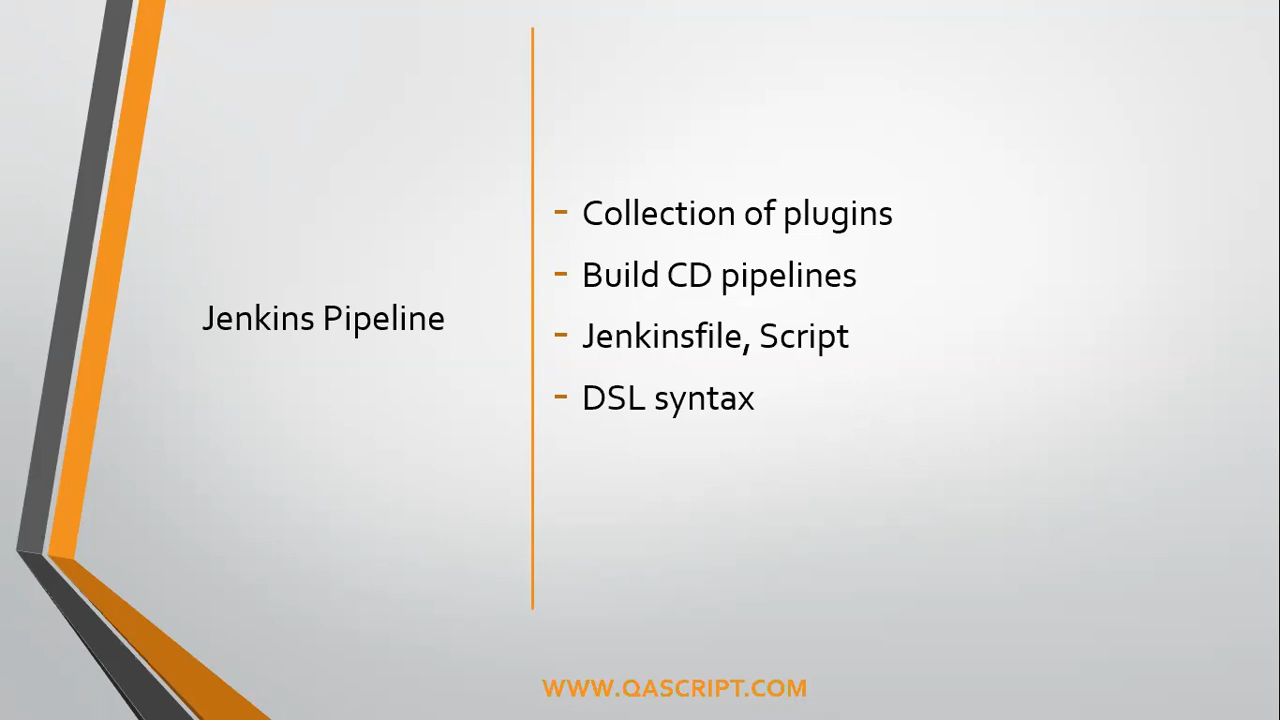 Jenkins Pipeline
- Collection of plugins
- Build CD pipelines
- Jenkinsfile, Script
- DSL syntax
WWW.QASCRIPT.COM